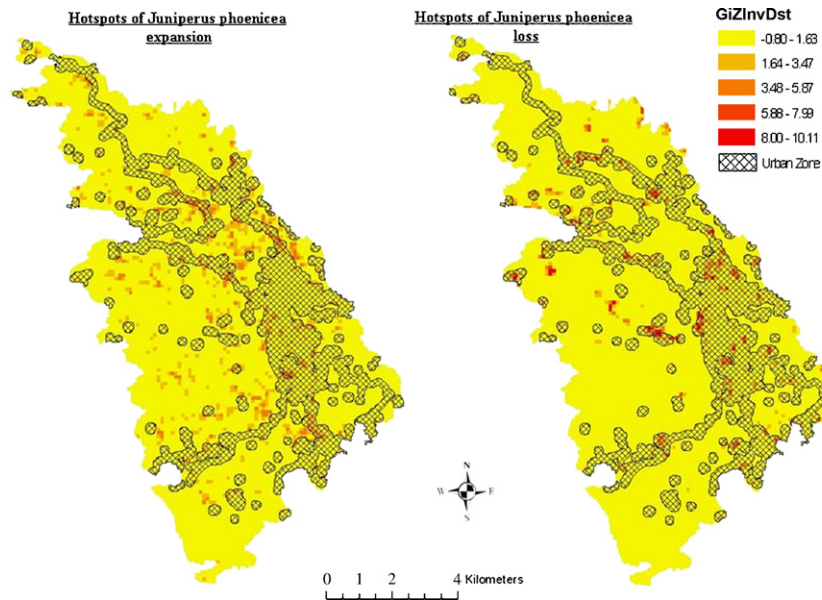 Hotspots of Juniperus phoenicea
expansion
Hotspots of Juniperus phoenicea
loss
GiZInvDst
-0.80 - 1.63
1.64 - 3.47
3.48 - 5.87
5.88 - 7.99
8.00 - 10.11
Urban Zone
N
W
E
S
0 1 2 4 Kilometers